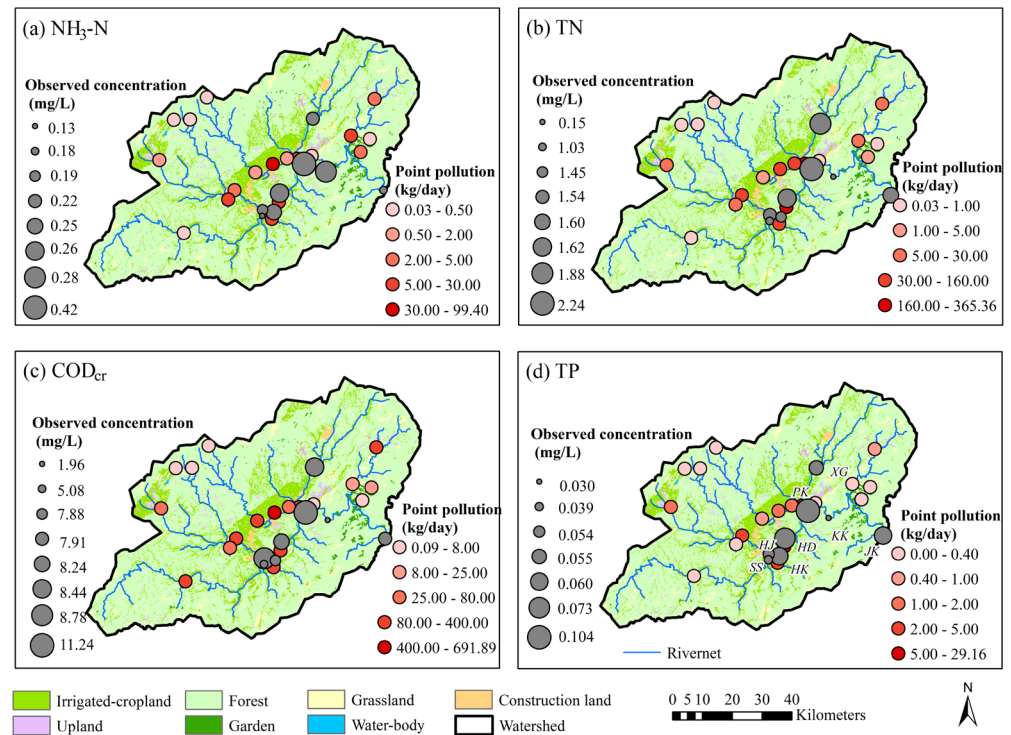 (a) NH3-N
Observed concentration
(mg/L)
0.13
0.18
0.19
0.22
0.25
0.26
0.28
0.42
Point pollution
(kg/day)
0.03 - 0.50
0.50 - 2.00
2.00 - 5.00
5.00 - 30.00
30.00 - 99.40
(b) TN
Observed concentration
(mg/L)
0.15
1.03
1.45
1.54
1.60
1.62
1.88
2.24
Point pollution
(kg/day)
0.03 - 1.00
1.00 - 5.00
5.00 - 30.00
30.00 - 160.00
160.00 - 365.36
(c) CODcr
Observed concentration
(mg/L)
1.96
5.08
7.88
7.91
8.24
8.44
8.78
11.24
Point pollution
(kg/day)
0.09 - 8.00
8.00 - 25.00
25.00 - 80.00
80.00 - 400.00
400.00 - 691.89
(d) TP
Observed concentration
(mg/L)
0.030
0.039
0.054
0.055
0.060
0.073
0.104
XG
PK
KK
JK
HJ
HD
SS
HK
Point pollution
(kg/day)
0.00 - 0.40
0.40 - 1.00
1.00 - 2.00
2.00 - 5.00
5.00 - 29.16
Rivernet
Irrigated-cropland Forest Grassland Construction land
Upland Garden Water-body Watershed
0 5 10 20 30 40
Kilometers
N